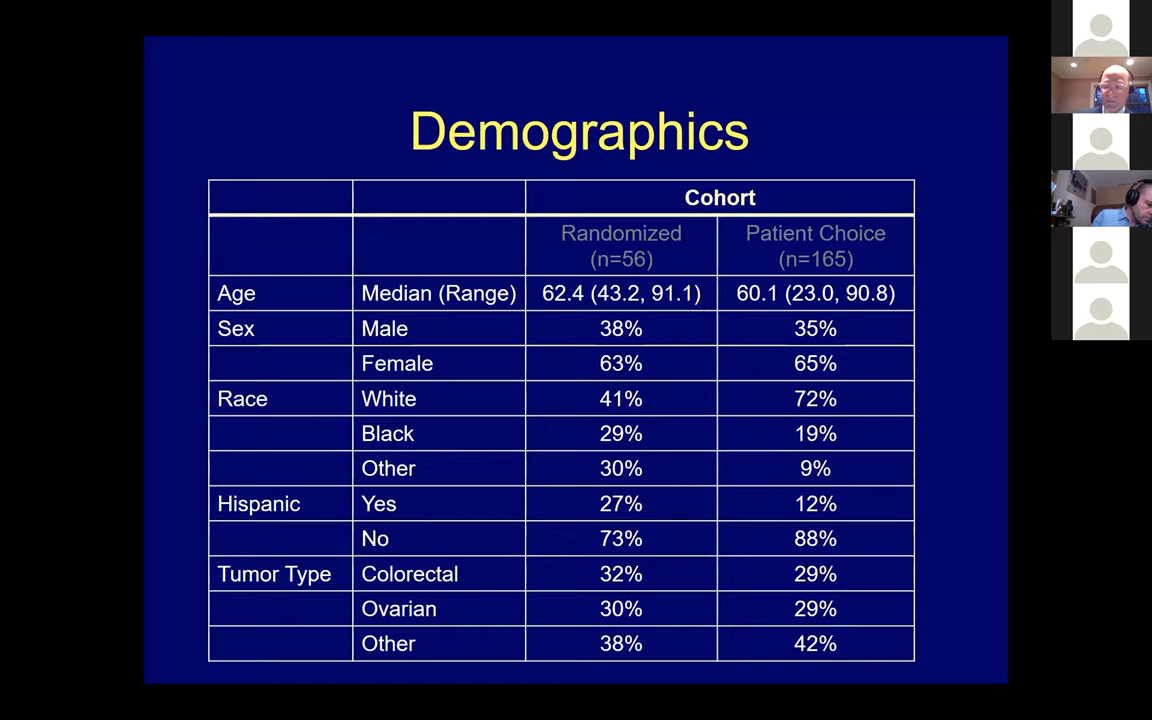 Demographics
Cohort
Randomized Patient Choice
(n=56) (n=165)
Age Median (Range) 62.4 (43.2, 91.1) 60.1 (23.0, 90.8)
Sex Male 38% 35%
Female 63% 65%
Race White 41% 72%
Black 29% 19%
Other 30% 9%
Hispanic Yes 27% 12%
No 73% 88%
Tumor Type Colorectal 32% 29%
Ovarian 30% 29%
Other 38% 42%